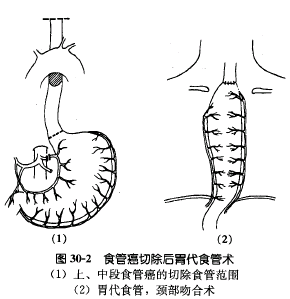 (1)
(2)
图 30-2 食管癌切除后胃代食管术
(1) 上、中段食管癌的切除食管范围
(2) 胃代食管，颈部吻合术